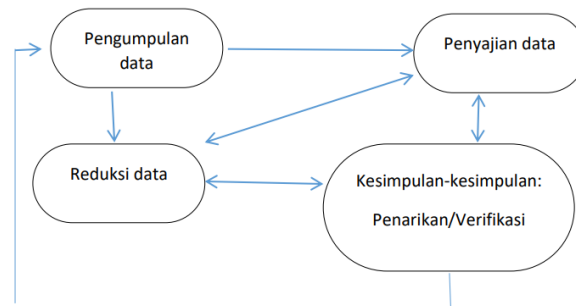 Pengumpulan
data
Penyajian data
Reduksi data
Kesimpulan-kesimpulan:
Penarikan/Verifikasi